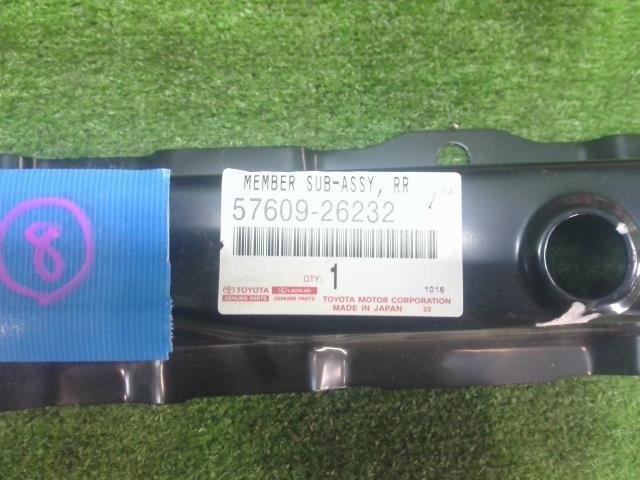 8
MEMBER SUB-ASSY, RR
CA
57609-26232
QTY: 1
TOYOTA LEXUS
GENUINE PARTS GENUINE PARTS
1016
TOYOTA MOTOR CORPORATION
MADE IN JAPAN 23